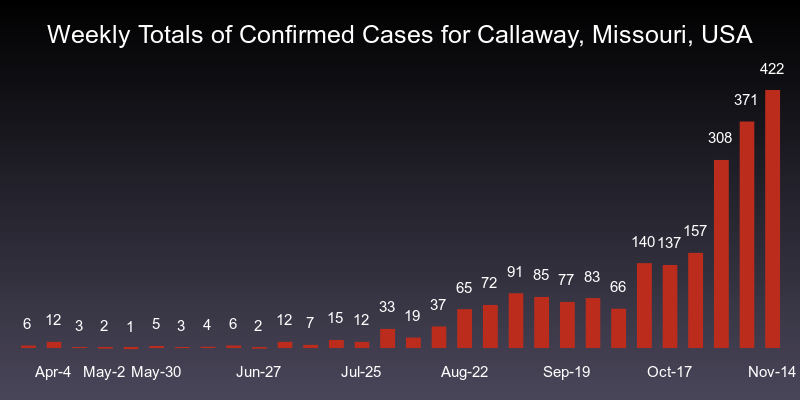 Weekly Totals of Confirmed Cases for Callaway, Missouri, USA
422
371
308
140 137 157
91 85 77 83 66
65 72
33 19 37
6 12 3 2 1 5 3 4 6 2 12 7 15 12
Apr-4 May-2 May-30 Jun-27 Jul-25 Aug-22 Sep-19 Oct-17 Nov-14